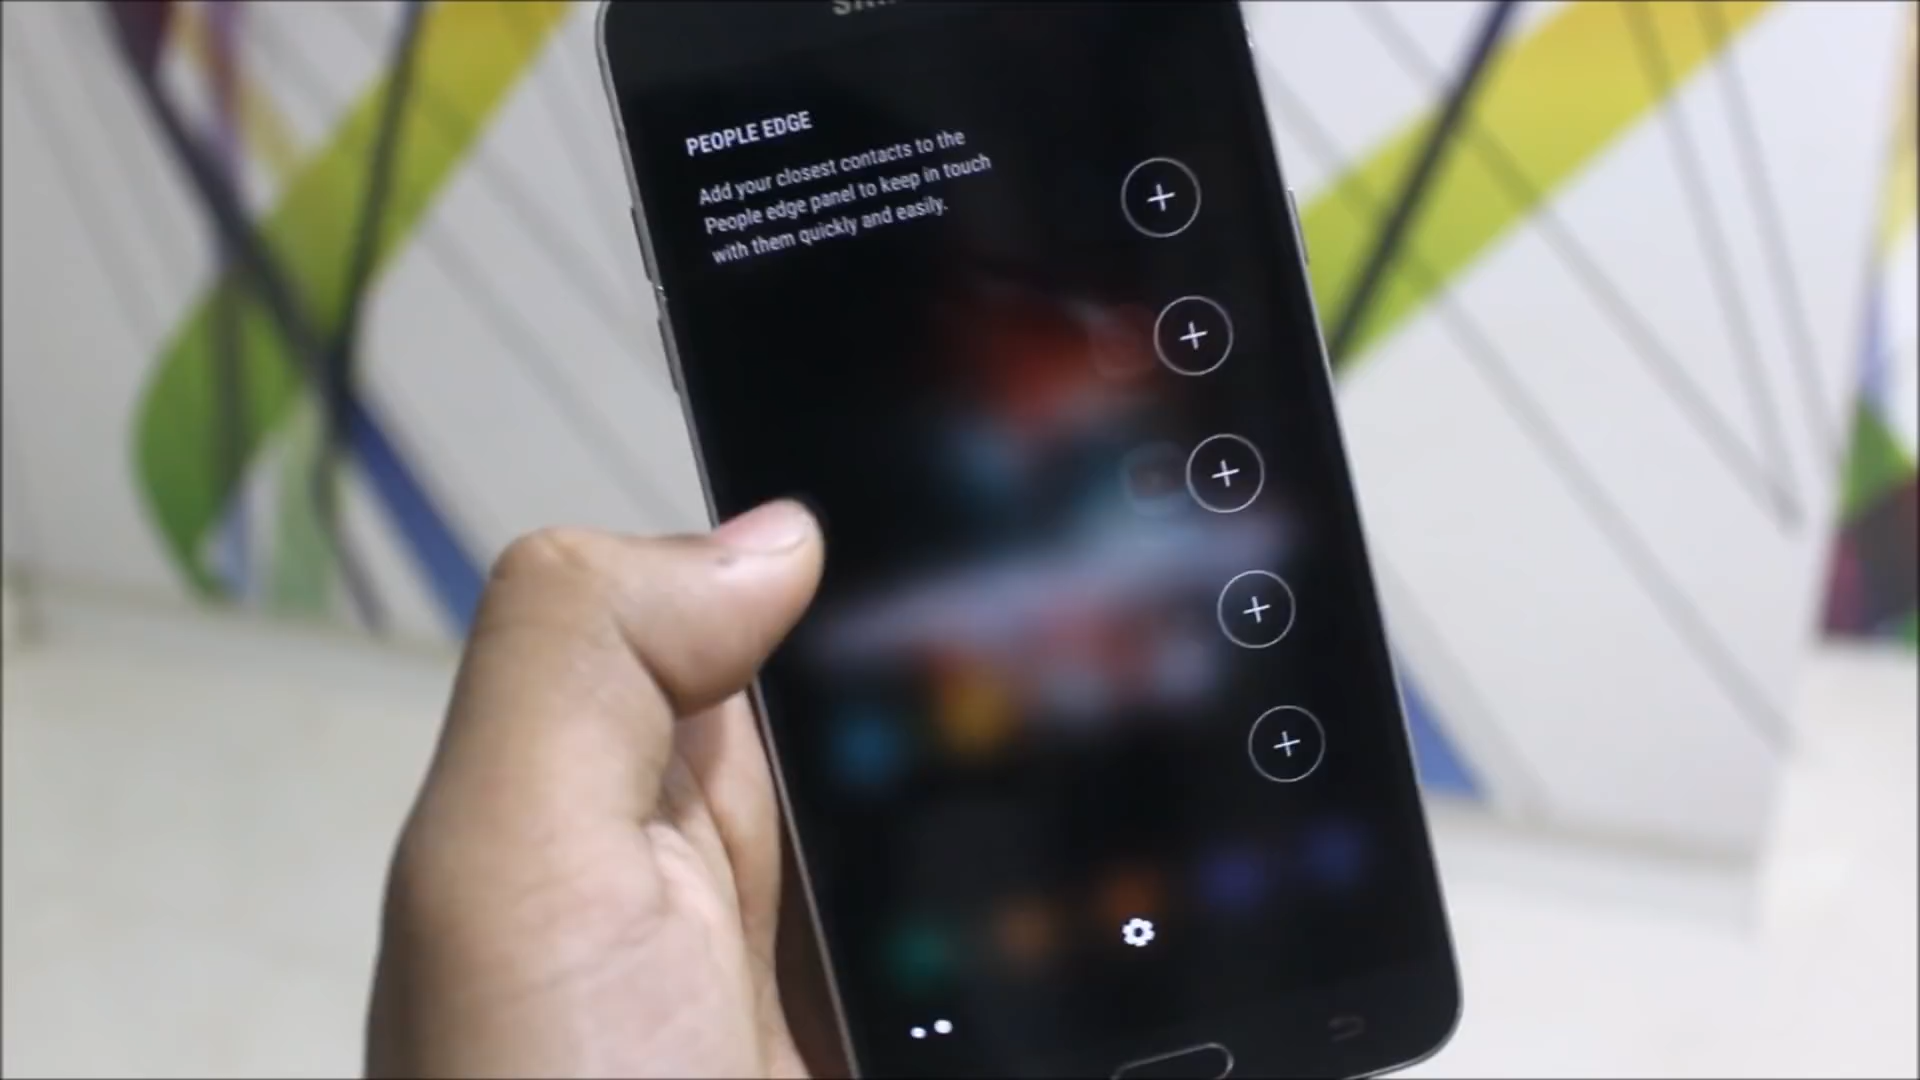 PEOPLE EDGE
Add your closest contacts to the
People edge panel to keep in touch
with them quickly and easily.